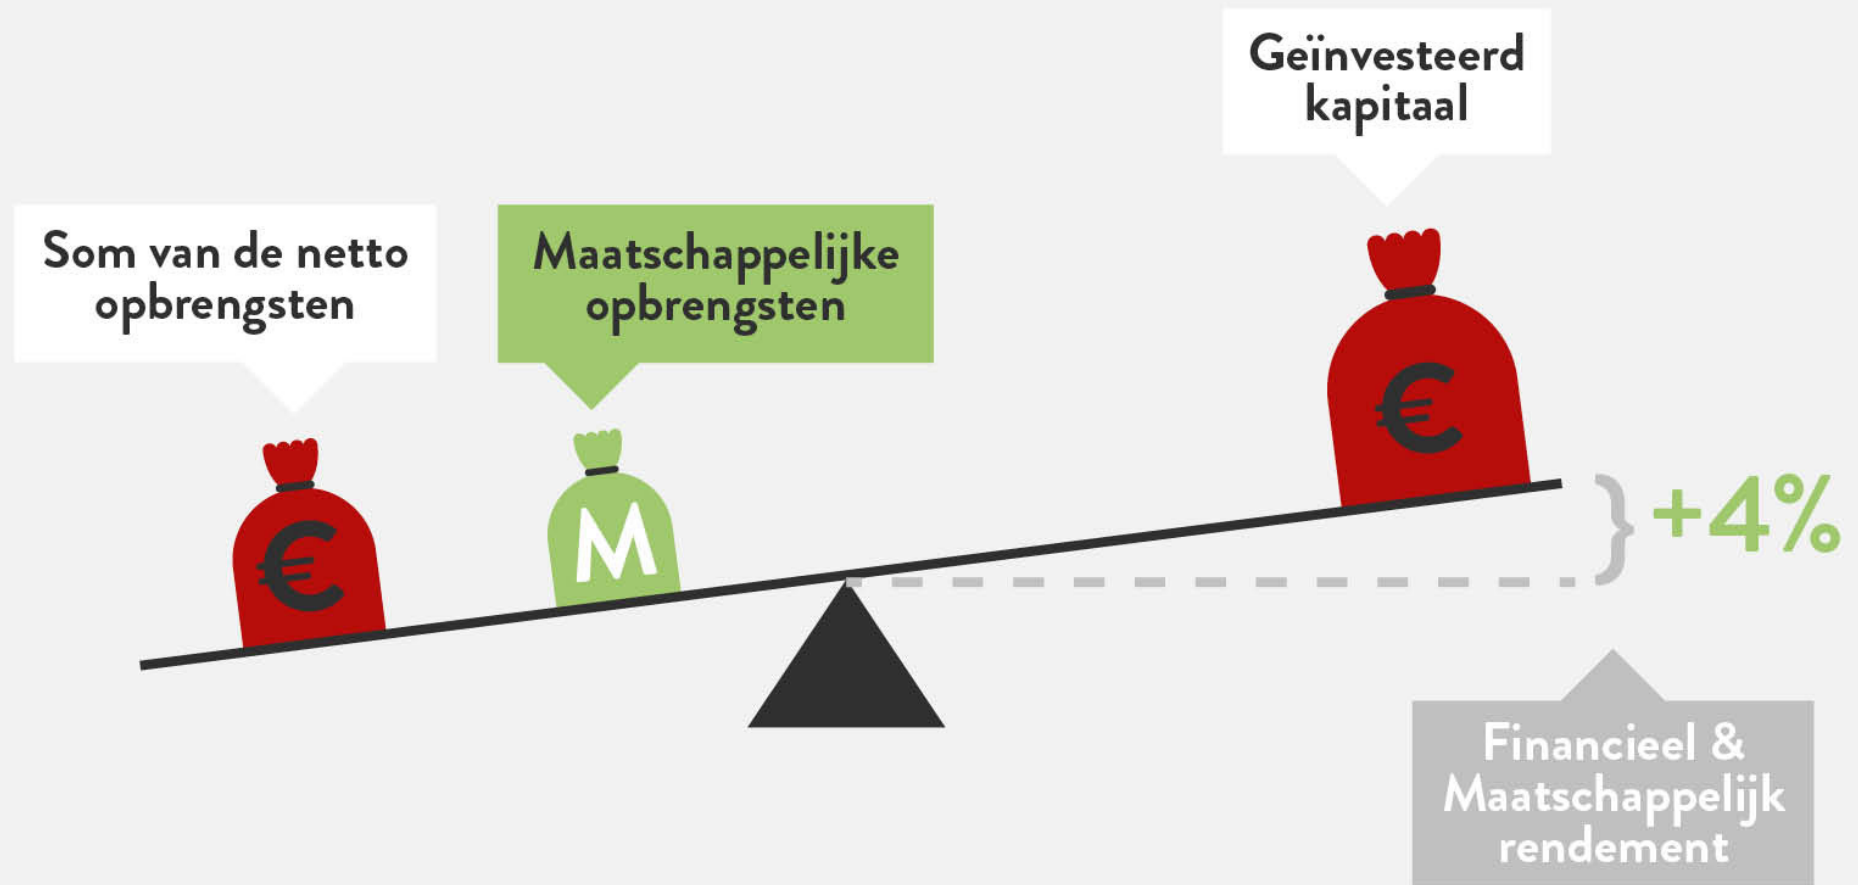 Geïnvesteerd
kapitaal
Som van de netto
opbrengsten
Maatschappelijke
opbrengsten
€
M
€
+4%
Financieel &
Maatschappelijk
rendement